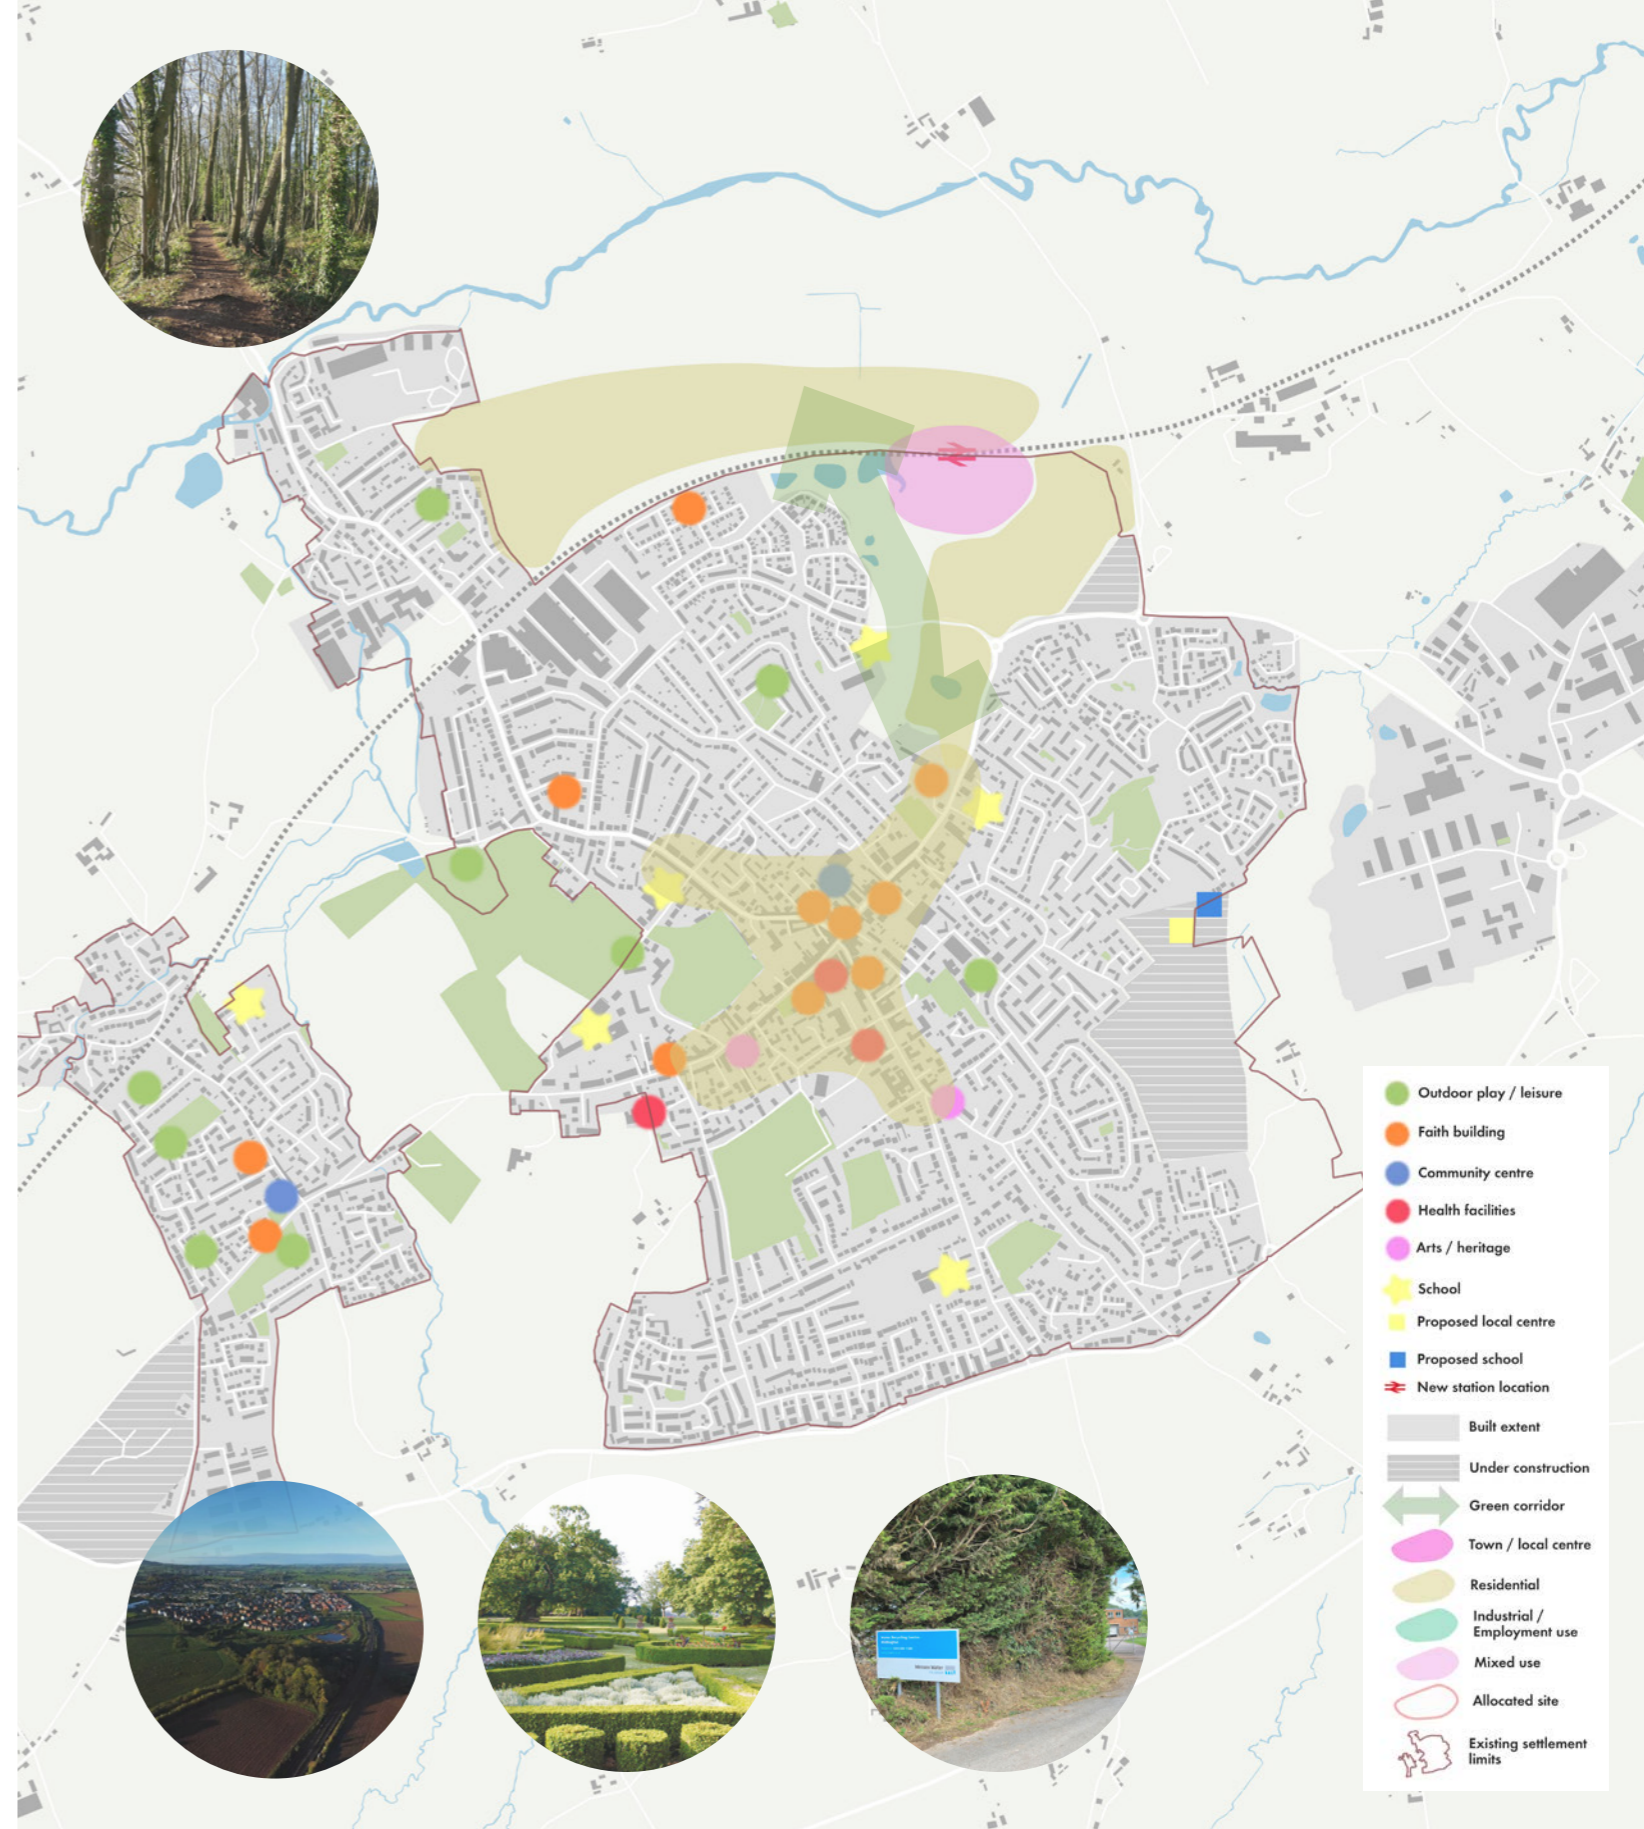 Outdoor play / leisure
Faith building
Community centre
Health facilities
Arts / heritage
School
Proposed local centre
Proposed school
New station location
Built extent
Under construction
Green corridor
Town / local centre
Residential
Industrial /
Employment use
Mixed use
Allocated site
Existing settlement
limits